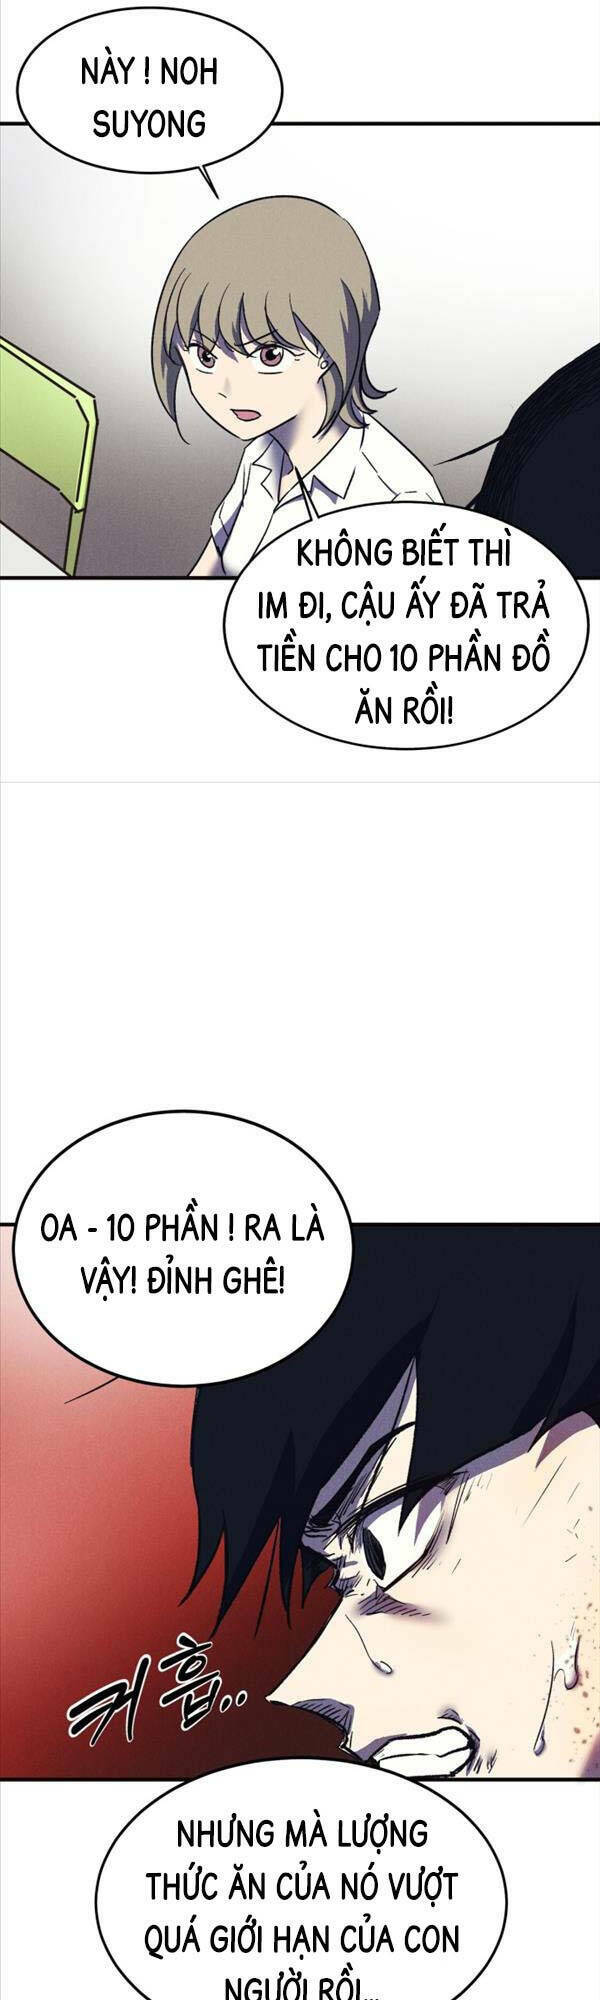 NÀY ! NOH
SUYONG
KHÔNG BIẾT THÌ
IM ĐI, CẬU ẤY ĐÃ TRẢ
TIỀN CHO 10 PHẦN ĐỒ
ĂN RỒI!
OA - 10 PHẦN ! RA LÀ
VẬY! ĐỈNH GHÊ!
커흡..
NHƯNG MÀ LƯỢNG
THỨC ĂN CỦA NÓ VƯỢT
QUÁ GIỚI HẠN CỦA CON
NGƯỜI RỒI...